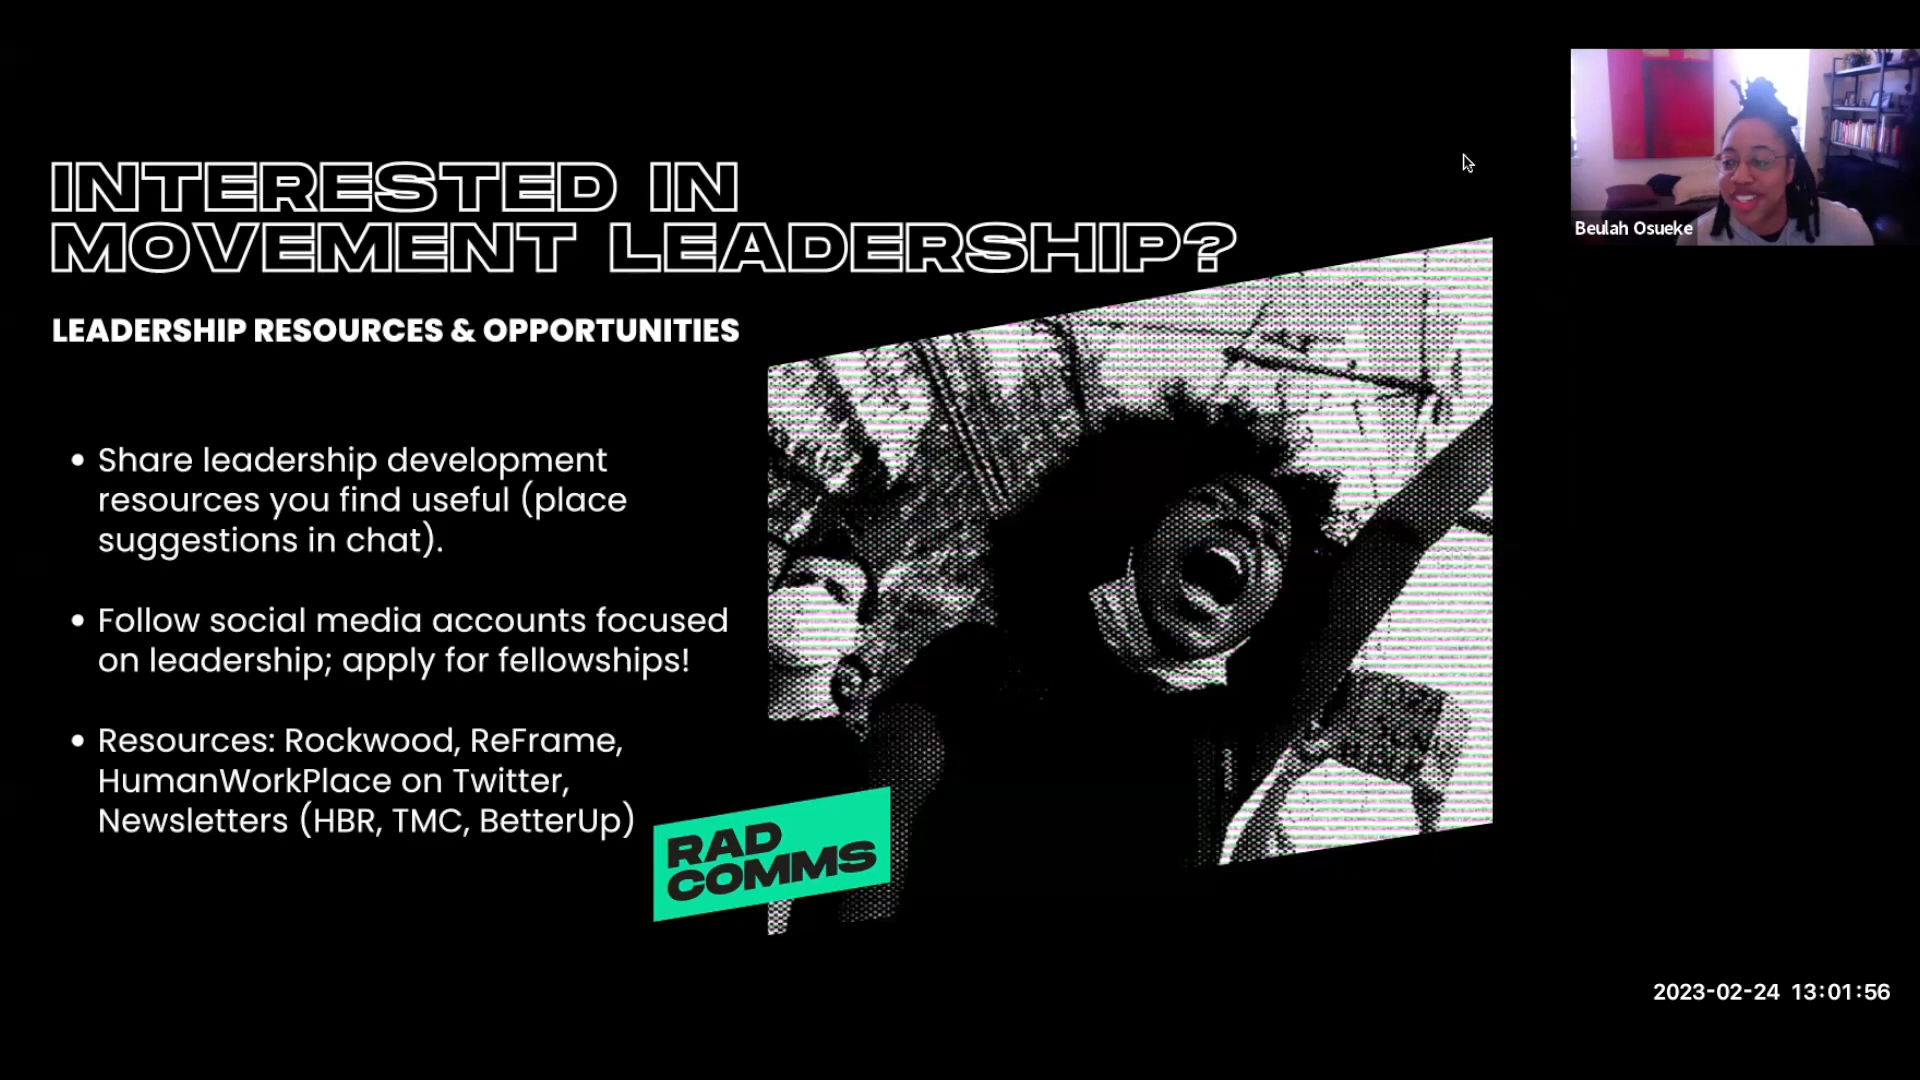 INTERESTED IN
MOVEMENT LEADERSHIP?
LEADERSHIP RESOURCES & OPPORTUNITIES
• Share leadership development
resources you find useful (place
suggestions in chat).
• Follow social media accounts focused
on leadership; apply for fellowships!
• Resources: Rockwood, ReFrame,
HumanWorkPlace on Twitter,
Newsletters (HBR, TMC, BetterUp)
RAD
COMMS
Beulah Osueke
2023-02-24 13:01:56